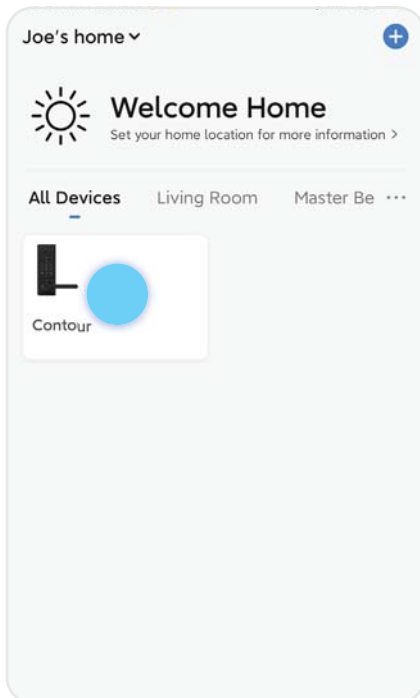 Joe's home
Welcome Home
Set your home location for more information >
All Devices Living Room Master Be ...
Contour